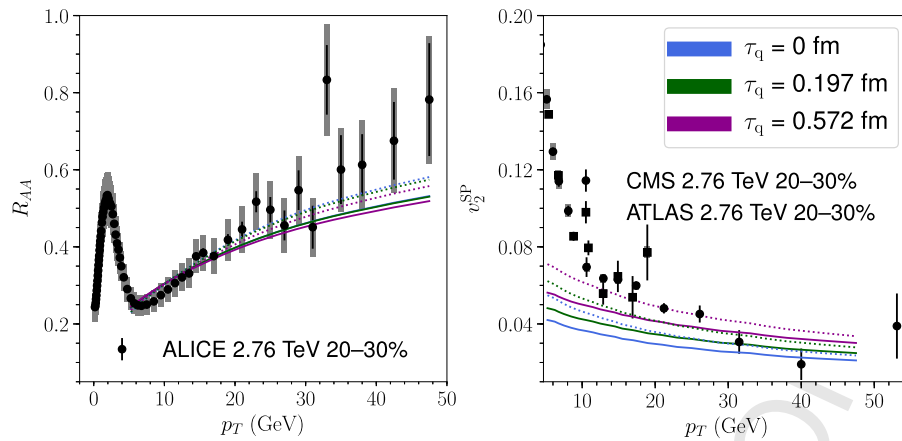 1.0
0.8
0.6
0.4
0.2
R_AA
0 10 20 30 40 50
p_T (GeV)
ALICE 2.76 TeV 20–30%
0.20
0.16
0.12
0.08
0.04
v_2^SP
10 20 30 40 50
p_T (GeV)
τ_q = 0 fm
τ_q = 0.197 fm
τ_q = 0.572 fm
CMS 2.76 TeV 20–30%
ATLAS 2.76 TeV 20–30%